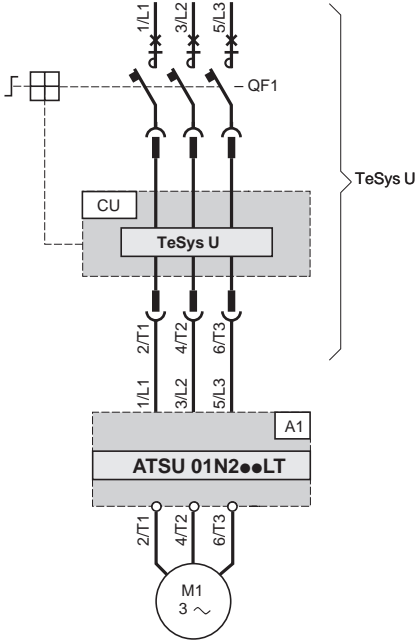 1/L1 3/L2 5/L3
QF1
TeSys U
CU
TeSys U
2/T1 4/T2 6/T3
1/L1 3/L2 5/L3
A1
ATSU 01N2●●LT
2/T1 4/T2 6/T3
M1
3 ~